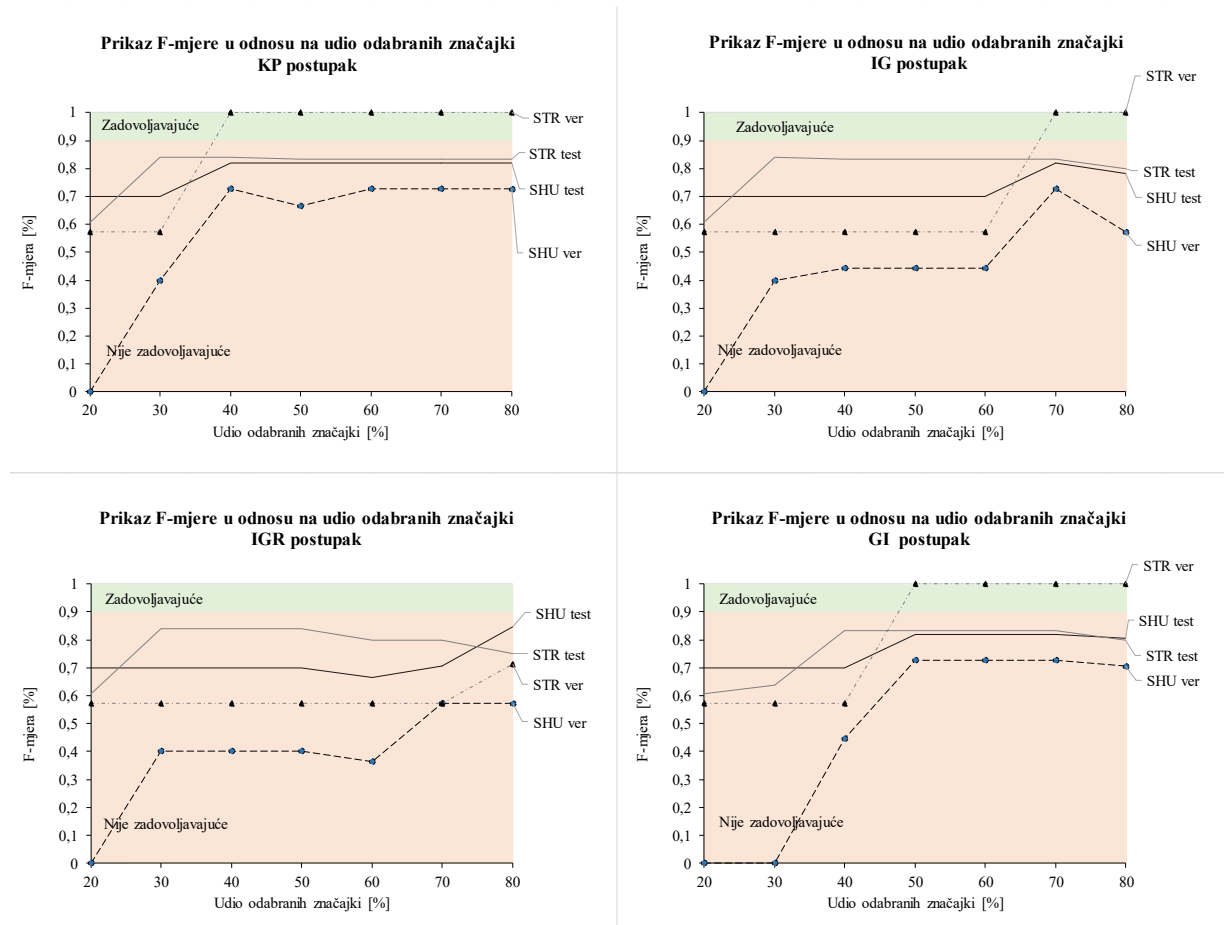 Prikaz F-mjere u odnosu na udio odabranih značajki
KP postupak
STR ver
STR test
SHU test
SHU ver
Zadovoljavajuće
Nije zadovoljavajuće
1
0,9
0,8
0,7
0,6
0,5
0,4
0,3
0,2
0,1
0
F-mjera [%]
20 30 40 50 60 70 80
Udio odabranih značajki [%]
Prikaz F-mjere u odnosu na udio odabranih značajki
IG postupak
STR ver
STR test
SHU test
SHU ver
Zadovoljavajuće
Nije zadovoljavajuće
1
0,9
0,8
0,7
0,6
0,5
0,4
0,3
0,2
0,1
0
F-mjera [%]
20 30 40 50 60 70 80
Udio odabranih značajki [%]
Prikaz F-mjere u odnosu na udio odabranih značajki
IGR postupak
SHU test
STR test
STR ver
SHU ver
Zadovoljavajuće
Nije zadovoljavajuće
1
0,9
0,8
0,7
0,6
0,5
0,4
0,3
0,2
0,1
0
F-mjera [%]
20 30 40 50 60 70 80
Udio odabranih značajki [%]
Prikaz F-mjere u odnosu na udio odabranih značajki
GI postupak
STR ver
SHU test
STR test
SHU ver
Zadovoljavajuće
Nije zadovoljavajuće
1
0,9
0,8
0,7
0,6
0,5
0,4
0,3
0,2
0,1
0
F-mjera [%]
20 30 40 50 60 70 80
Udio odabranih značajki [%]